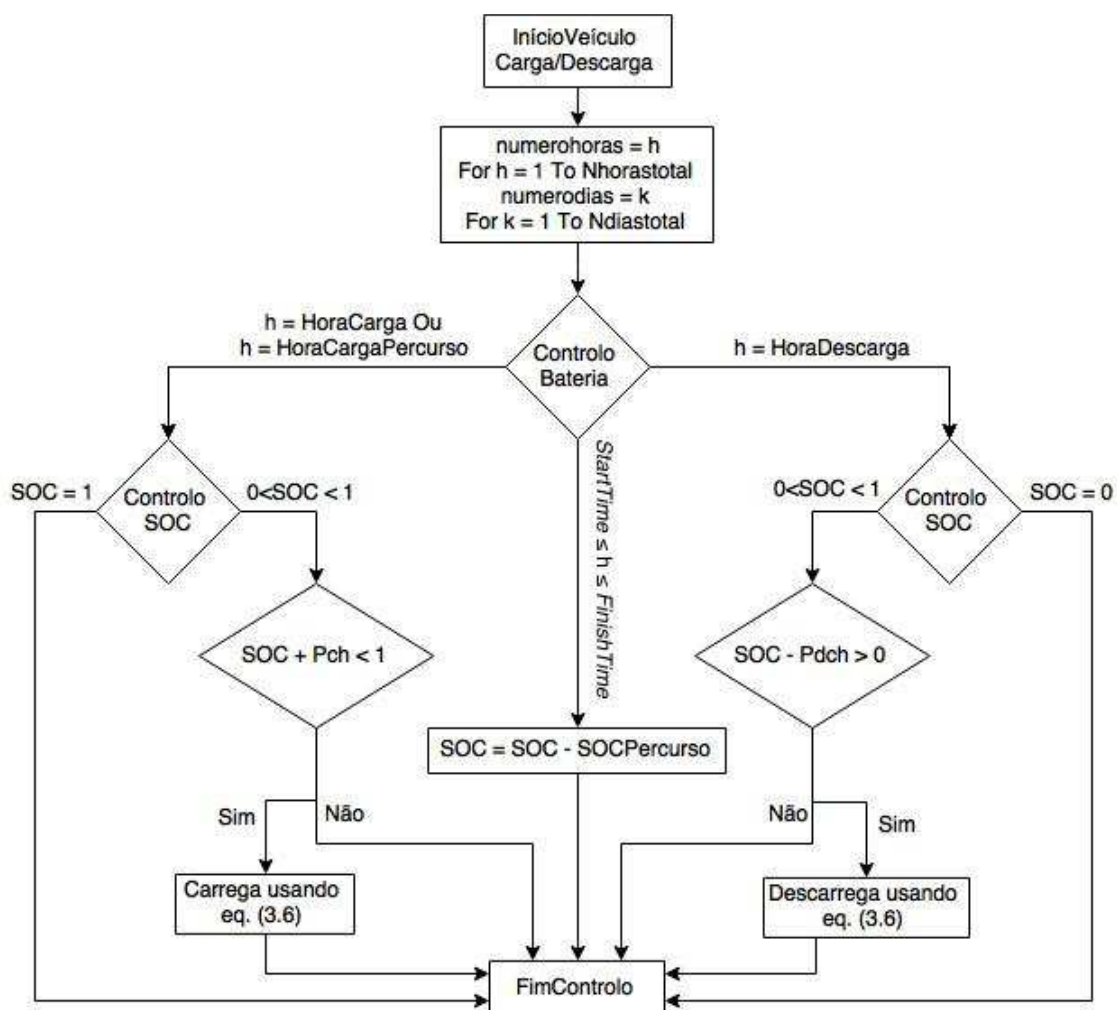 InícioVeículo
Carga/Descarga
numerohoras = h
For h = 1 To Nhorastotal
numerodias = k
For k = 1 To Ndiastotal
h = HoraCarga Ou
h = HoraCargaPercurso
Controlo
Bateria
h = HoraDescarga
StartTime ≤ h ≤ FinishTime
SOC = 1
Controlo
SOC
0<SOC < 1
0<SOC < 1
Controlo
SOC
SOC = 0
SOC + Pch < 1
SOC - Pdch > 0
SOC = SOC - SOCPercurso
Sim
Não
Não
Sim
Carrega usando
eq. (3.6)
Descarrega usando
eq. (3.6)
FimControlo